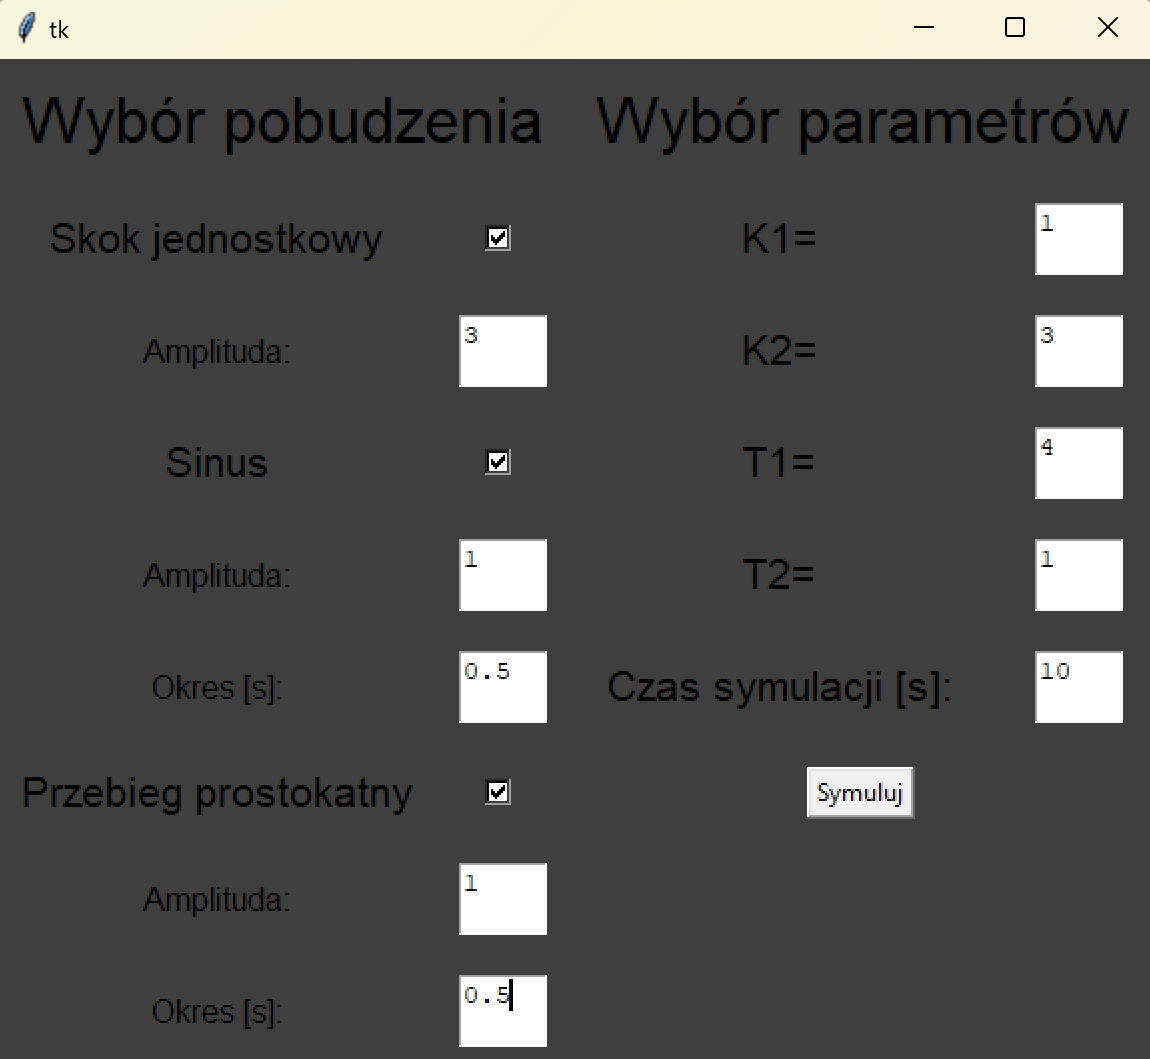 tk
Wybór pobudzenia
Wybór parametrów
Skok jednostkowy
K1=
1
Amplituda:
3
K2=
3
Sinus
T1=
4
Amplituda:
1
T2=
1
Okres [s]:
0.5
Czas symulacji [s]:
10
Przebieg prostokatny
Symuluj
Amplituda:
1
Okres [s]:
0.5